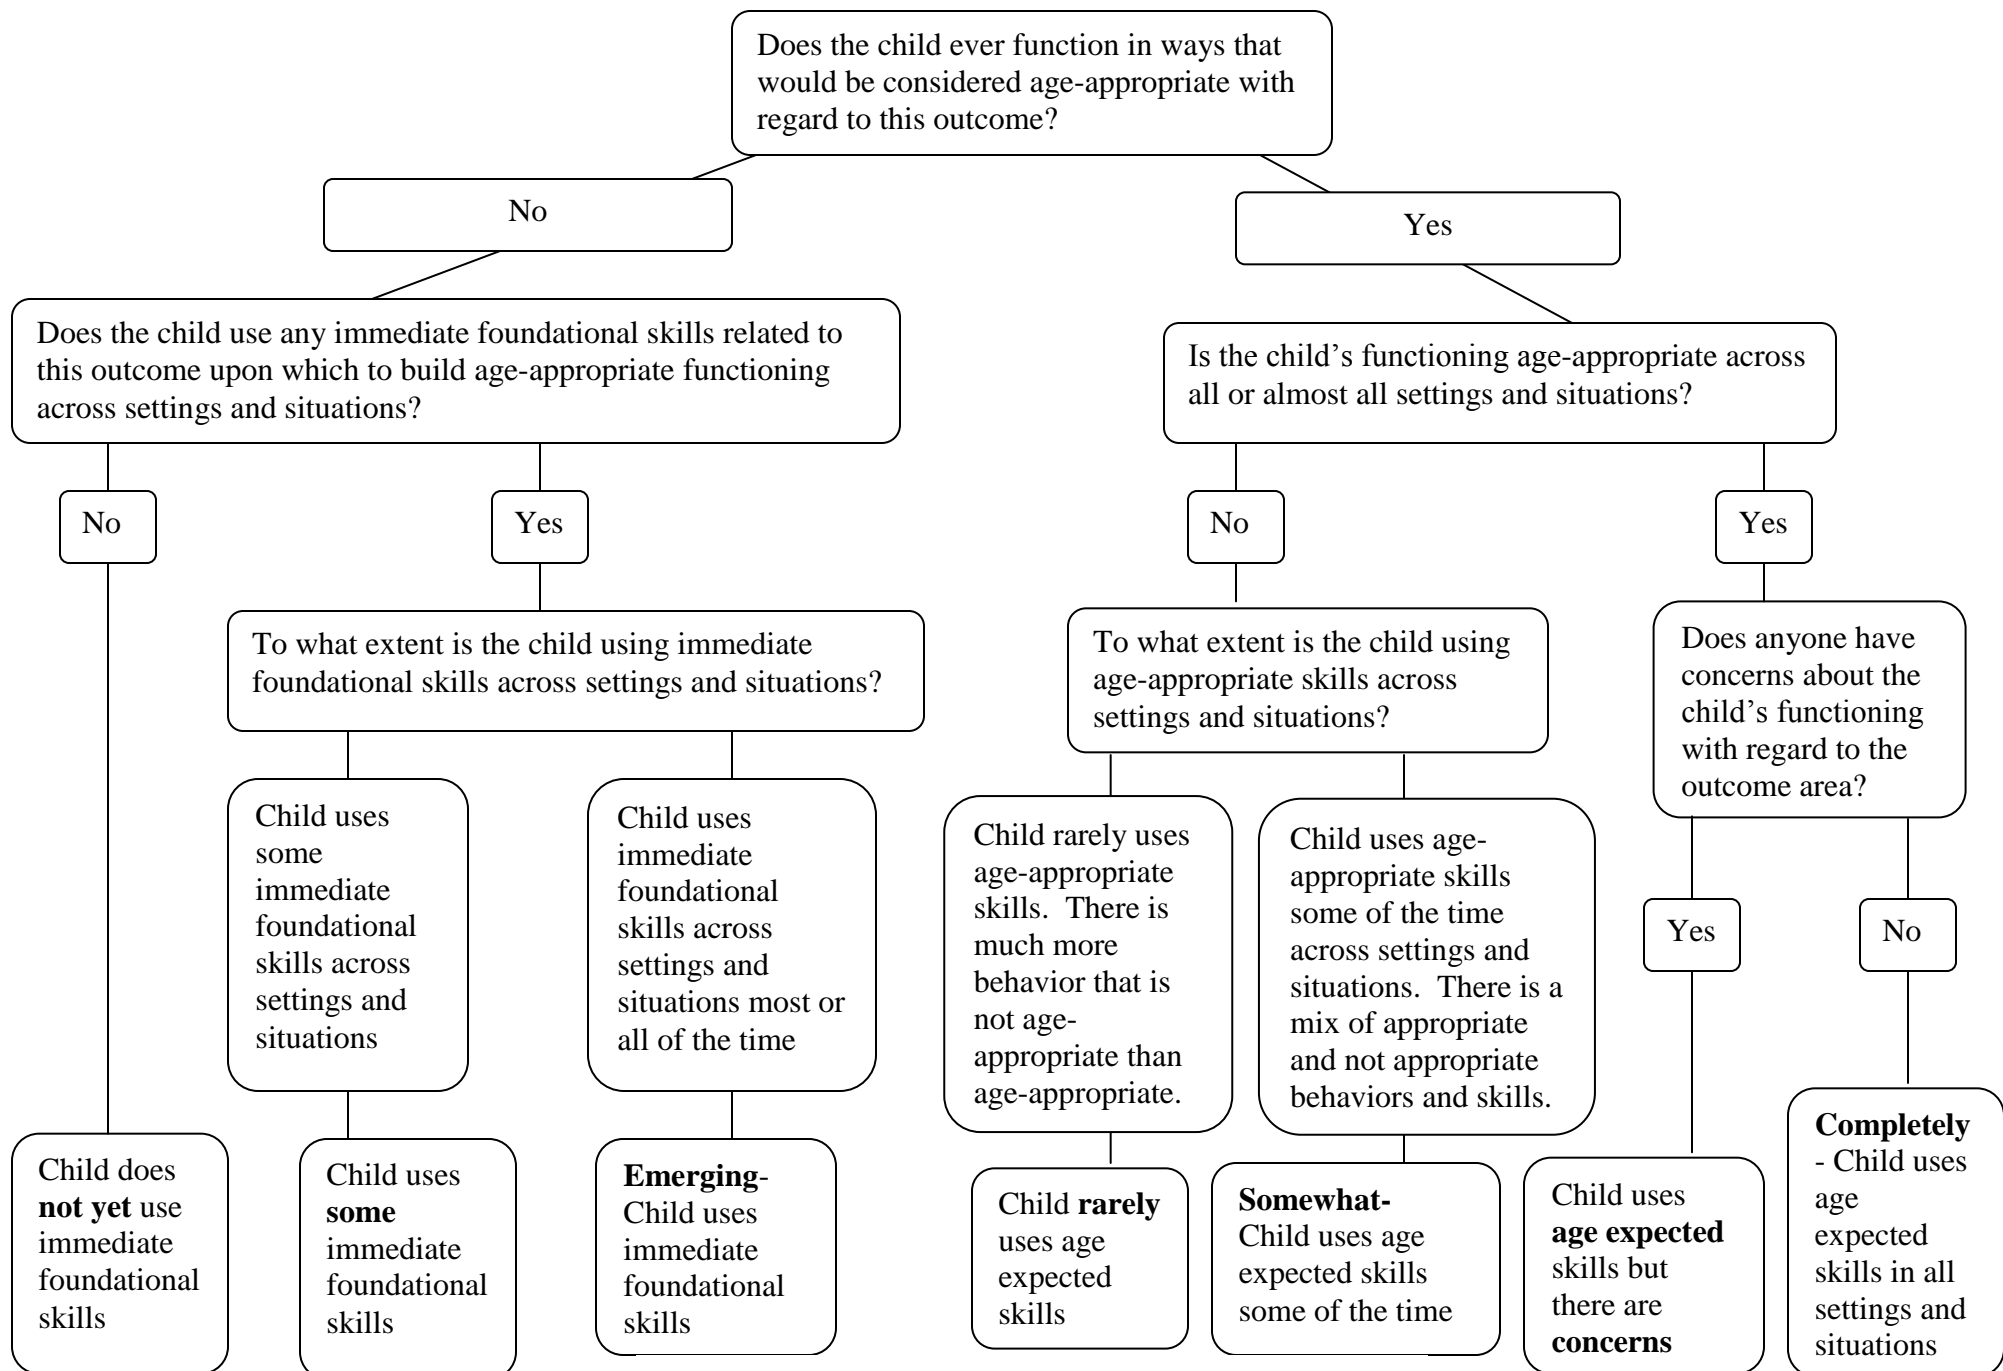 Does the child ever function in ways that
would be considered age-appropriate with
regard to this outcome?
No
Yes
Does the child use any immediate foundational skills related to
this outcome upon which to build age-appropriate functioning
across settings and situations?
Is the child’s functioning age-appropriate across
all or almost all settings and situations?
No
Yes
No
Yes
To what extent is the child using immediate
foundational skills across settings and situations?
To what extent is the child using
age-appropriate skills across
settings and situations?
Does anyone have
concerns about the
child’s functioning
with regard to the
outcome area?
Child uses
some
immediate
foundational
skills across
settings and
situations
Child uses
immediate
foundational
skills across
settings and
situations most or
all of the time
Child rarely uses
age-appropriate
skills.  There is
much more
behavior that is
not age-
appropriate than
age-appropriate.
Child uses age-
appropriate skills
some of the time
across settings and
situations.  There is a
mix of appropriate
and not appropriate
behaviors and skills.
Yes
No
Child does
not yet use
immediate
foundational
skills
Child uses
some
immediate
foundational
skills
Emerging-
Child uses
immediate
foundational
skills
Child rarely
uses age
expected
skills
Somewhat-
Child uses age
expected skills
some of the time
Child uses
age expected
skills but
there are
concerns
Completely
- Child uses
age
expected
skills in all
settings and
situations